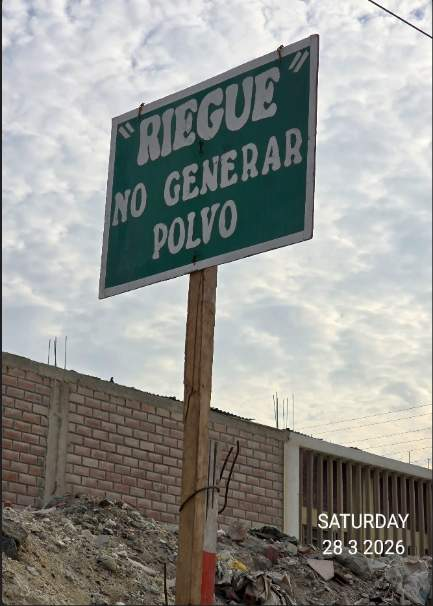 "RIEGUE"
NO GENERAR
POLVO
SATURDAY
28 3 2026